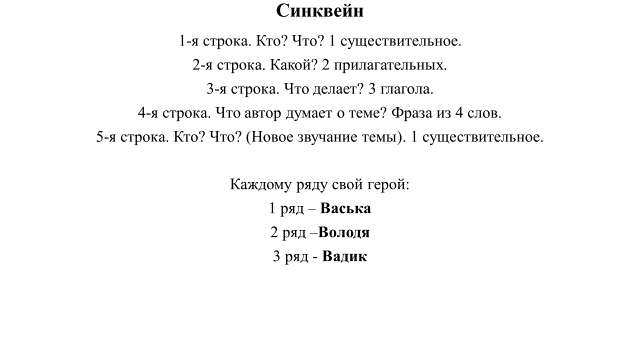 Синквейн
1-я строка. Кто? Что? 1 существительное.
2-я строка. Какой? 2 прилагательных.
3-я строка. Что делает? 3 глагола.
4-я строка. Что автор думает о теме? Фраза из 4 слов.
5-я строка. Кто? Что? (Новое звучание темы). 1 существительное.
Каждому ряду свой герой:
1 ряд – Васька
2 ряд –Володя
3 ряд - Вадик